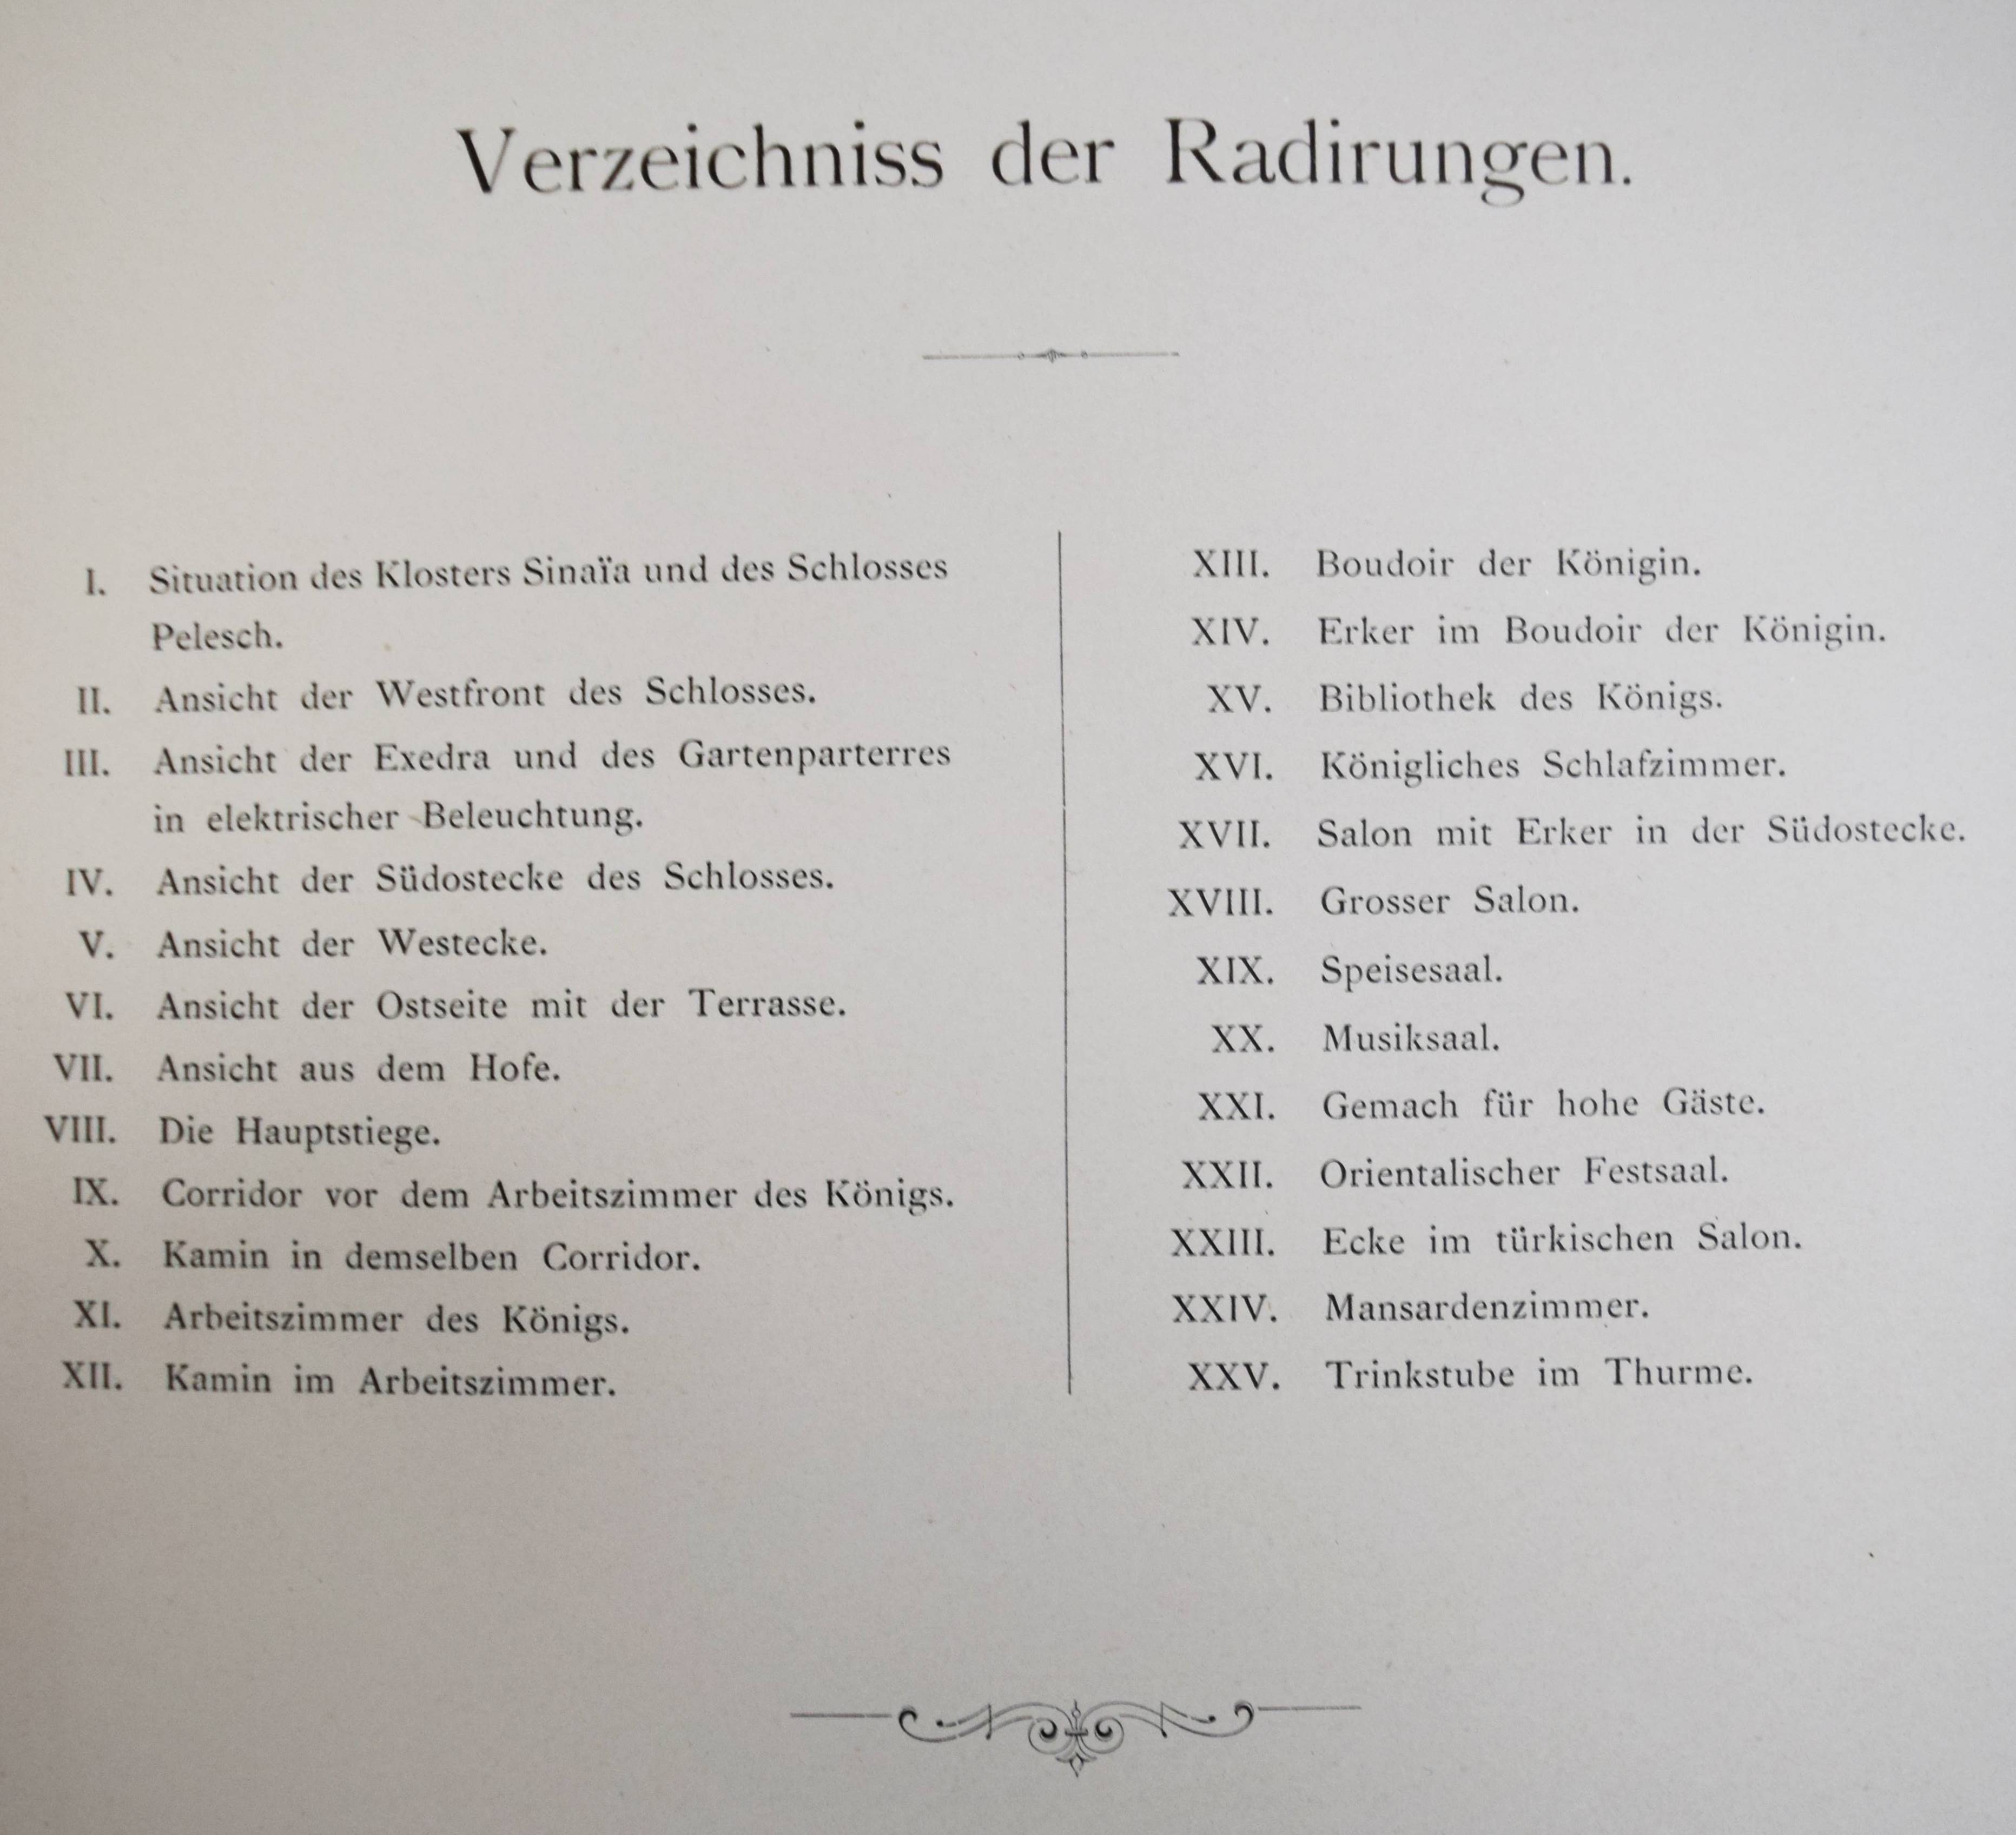 Verzeichniss der Radirungen.
I. Situation des Klosters Sinaïa und des Schlosses
Pelesch.
II. Ansicht der Westfront des Schlosses.
III. Ansicht der Exedra und des Gartenparterres
in elektrischer Beleuchtung.
IV. Ansicht der Südostecke des Schlosses.
V. Ansicht der Westecke.
VI. Ansicht der Ostseite mit der Terrasse.
VII. Ansicht aus dem Hofe.
VIII. Die Hauptstiege.
IX. Corridor vor dem Arbeitszimmer des Königs.
X. Kamin in demselben Corridor.
XI. Arbeitszimmer des Königs.
XII. Kamin im Arbeitszimmer.
XIII. Boudoir der Königin.
XIV. Erker im Boudoir der Königin.
XV. Bibliothek des Königs.
XVI. Königliches Schlafzimmer.
XVII. Salon mit Erker in der Südostecke.
XVIII. Grosser Salon.
XIX. Speisesaal.
XX. Musiksaal.
XXI. Gemach für hohe Gäste.
XXII. Orientalischer Festsaal.
XXIII. Ecke im türkischen Salon.
XXIV. Mansardenzimmer.
XXV. Trinkstube im Thurme.